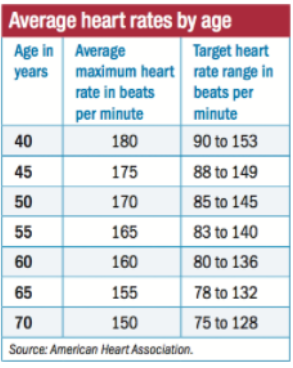 Average heart rates by age
Age in years Average maximum heart rate in beats per minute Target heart rate range in beats per minute
40 180 90 to 153
45 175 88 to 149
50 170 85 to 145
55 165 83 to 140
60 160 80 to 136
65 155 78 to 132
70 150 75 to 128
Source: American Heart Association.